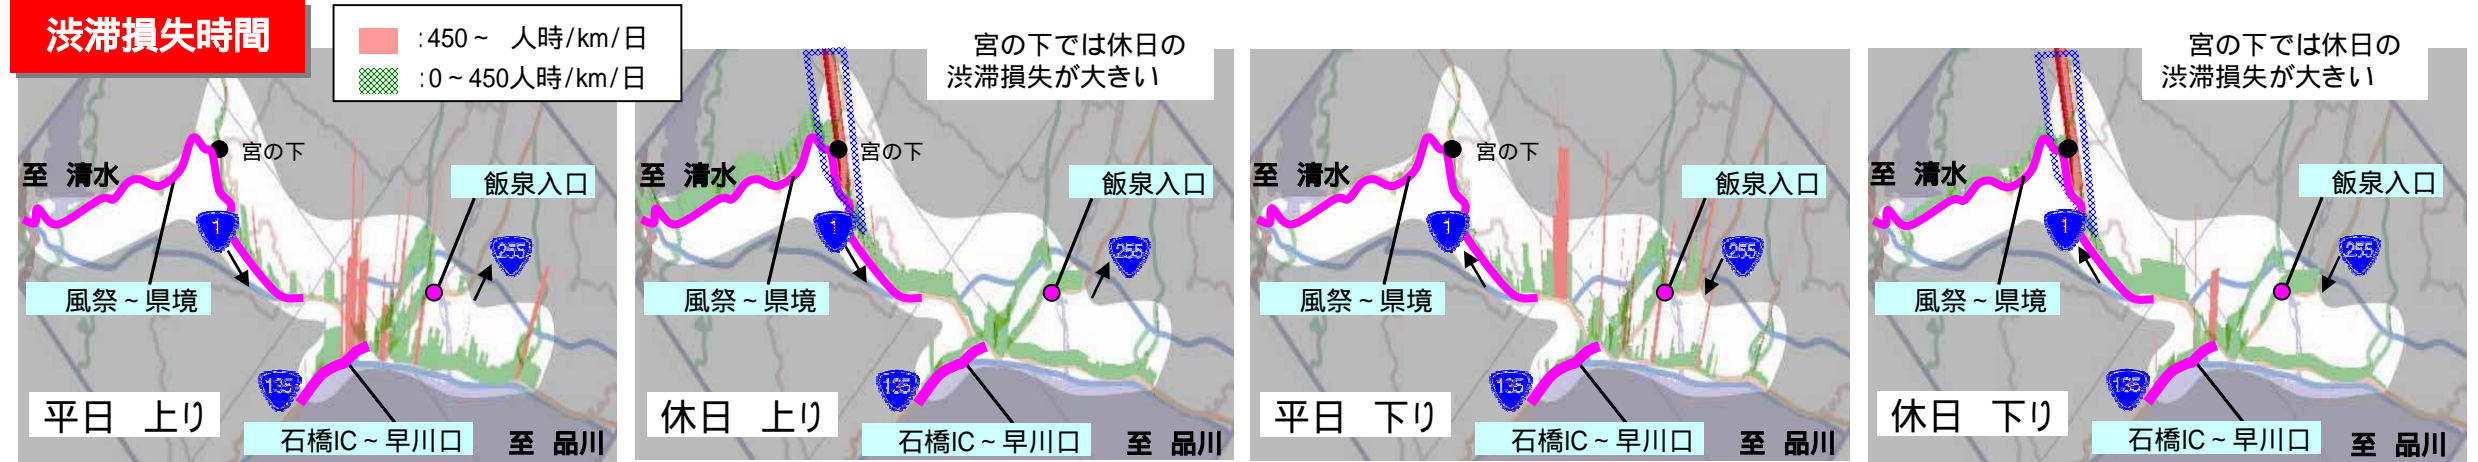 渋滞損失時間
:450～ 人時/km/日
:0～450人時/km/日
宮の下
至 清水
飯泉入口
1
255
風祭～県境
135
平日 上り
石橋IC～早川口
至 品川
宮の下では休日の
渋滞損失が大きい
宮の下
至 清水
飯泉入口
1
255
風祭～県境
135
休日 上り
石橋IC～早川口
至 品川
宮の下
至 清水
飯泉入口
1
255
風祭～県境
135
平日 下り
石橋IC～早川口
至 品川
宮の下では休日の
渋滞損失が大きい
至 清水
飯泉入口
1
255
風祭～県境
135
休日 下り
石橋IC～早川口
至 品川